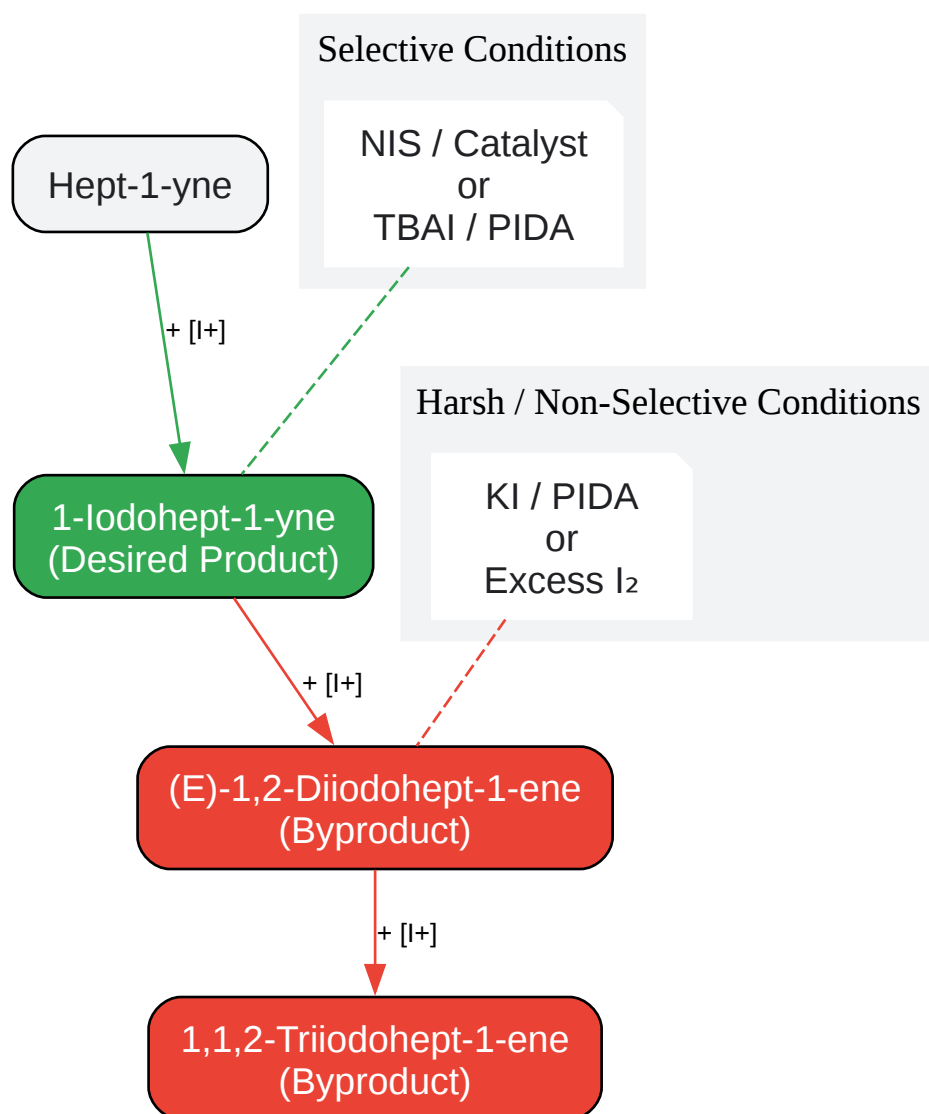 Selective Conditions
NIS / Catalyst
or
TBAI / PIDA
Hept-1-yne
+ [I+]
Harsh / Non-Selective Conditions
KI / PIDA
or
Excess I₂
1-Iodohept-1-yne
(Desired Product)
+ [I+]
(E)-1,2-Diiodohept-1-ene
(Byproduct)
+ [I+]
1,1,2-Triiodohept-1-ene
(Byproduct)